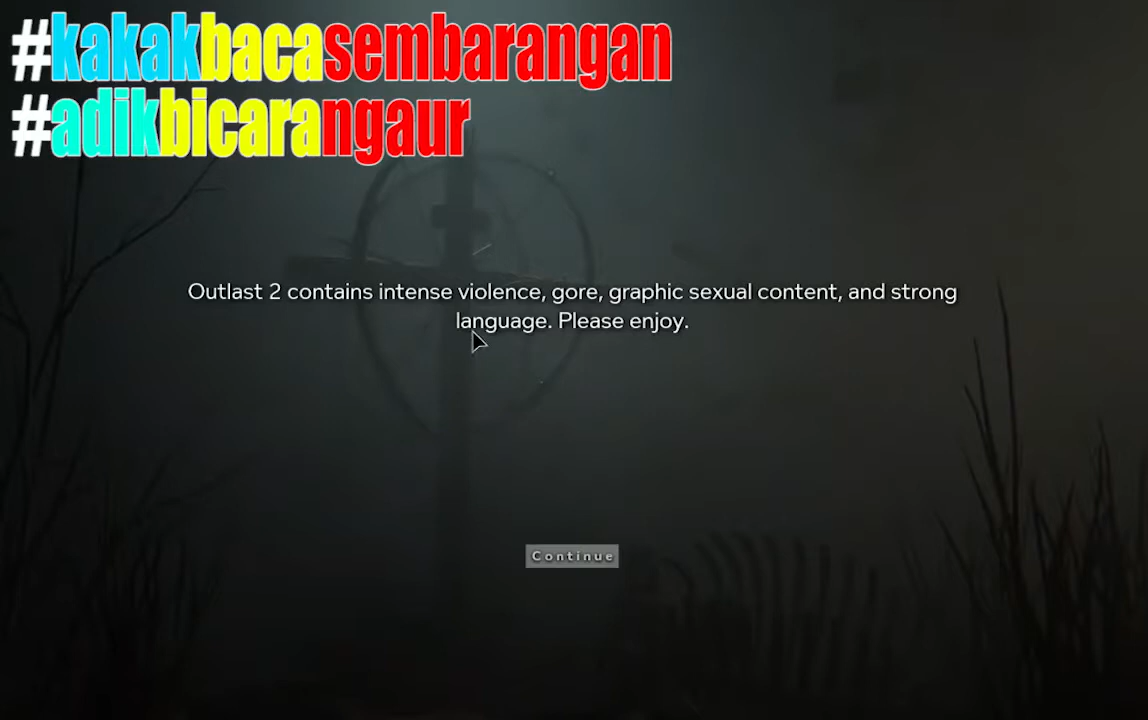 #kakakbacasembarangan
#adikbicarangaur
Outlast 2 contains intense violence, gore, graphic sexual content, and strong
language. Please enjoy.
Continue